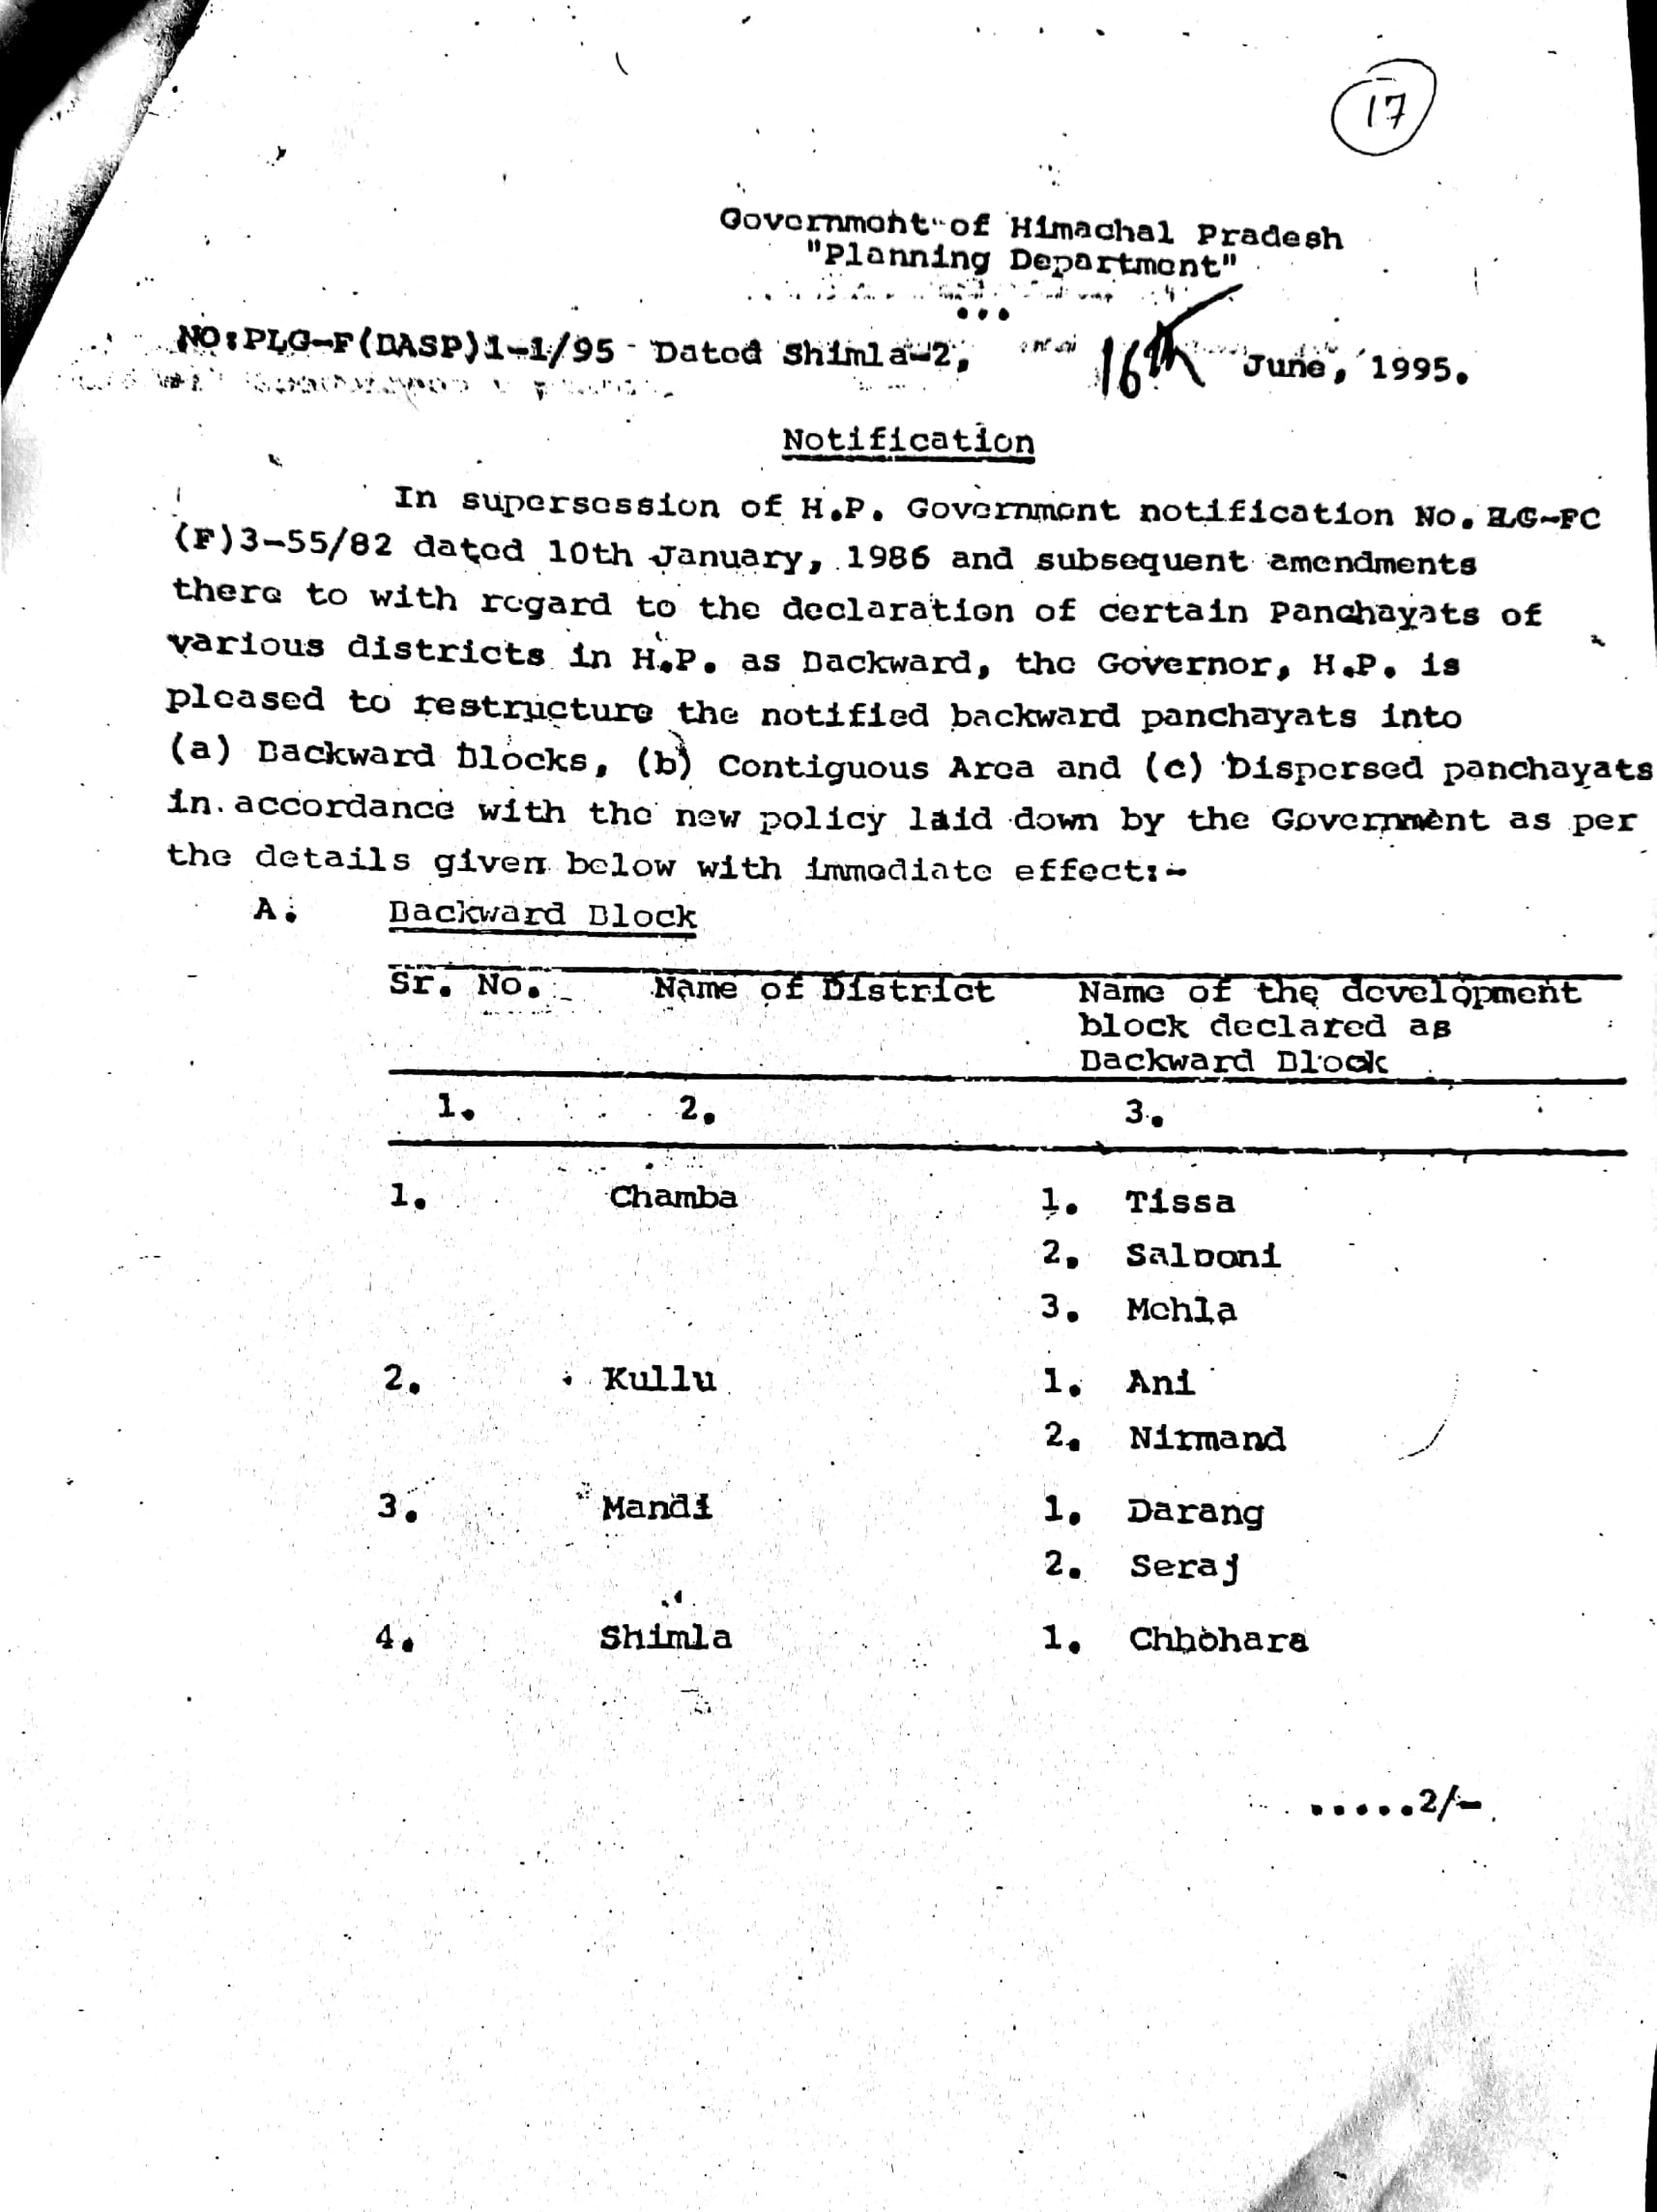 17
Government of Himachal Pradesh
"Planning Department"
...
NO:PLG-F(BASP)1-1/95 Dated Shimla-2, 16th June, 1995.
Notification
In supersession of H.P. Government notification No. PLG-FC
(F)3-55/82 dated 10th January, 1986 and subsequent amendments
there to with regard to the declaration of certain Panchayats of
various districts in H.P. as Backward, the Governor, H.P. is
pleased to restructure the notified backward panchayats into
(a) Backward Blocks, (b) Contiguous Area and (c) Dispersed panchayats
in accordance with the new policy laid down by the Government as per
the details given below with immediate effect:-
A. Backward Block
Sr. No. Name of District Name of the development
block declared as
Backward Block
1. 2. 3.
1. Chamba 1. Tissa
2. Salooni
3. Mehla
2. Kullu 1. Ani
2. Nirmand
3. Mandi 1. Darang
2. Seraj
4. Shimla 1. Chhohara
.....2/-